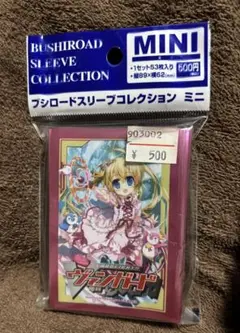 BUSHIROAD
SLEEVE
COLLECTION
MINI
・1セット53枚入り
・縦89×横62mm
500円
ブシロードスリーブコレクション ミニ
903002
¥ 500
ヴァンガード